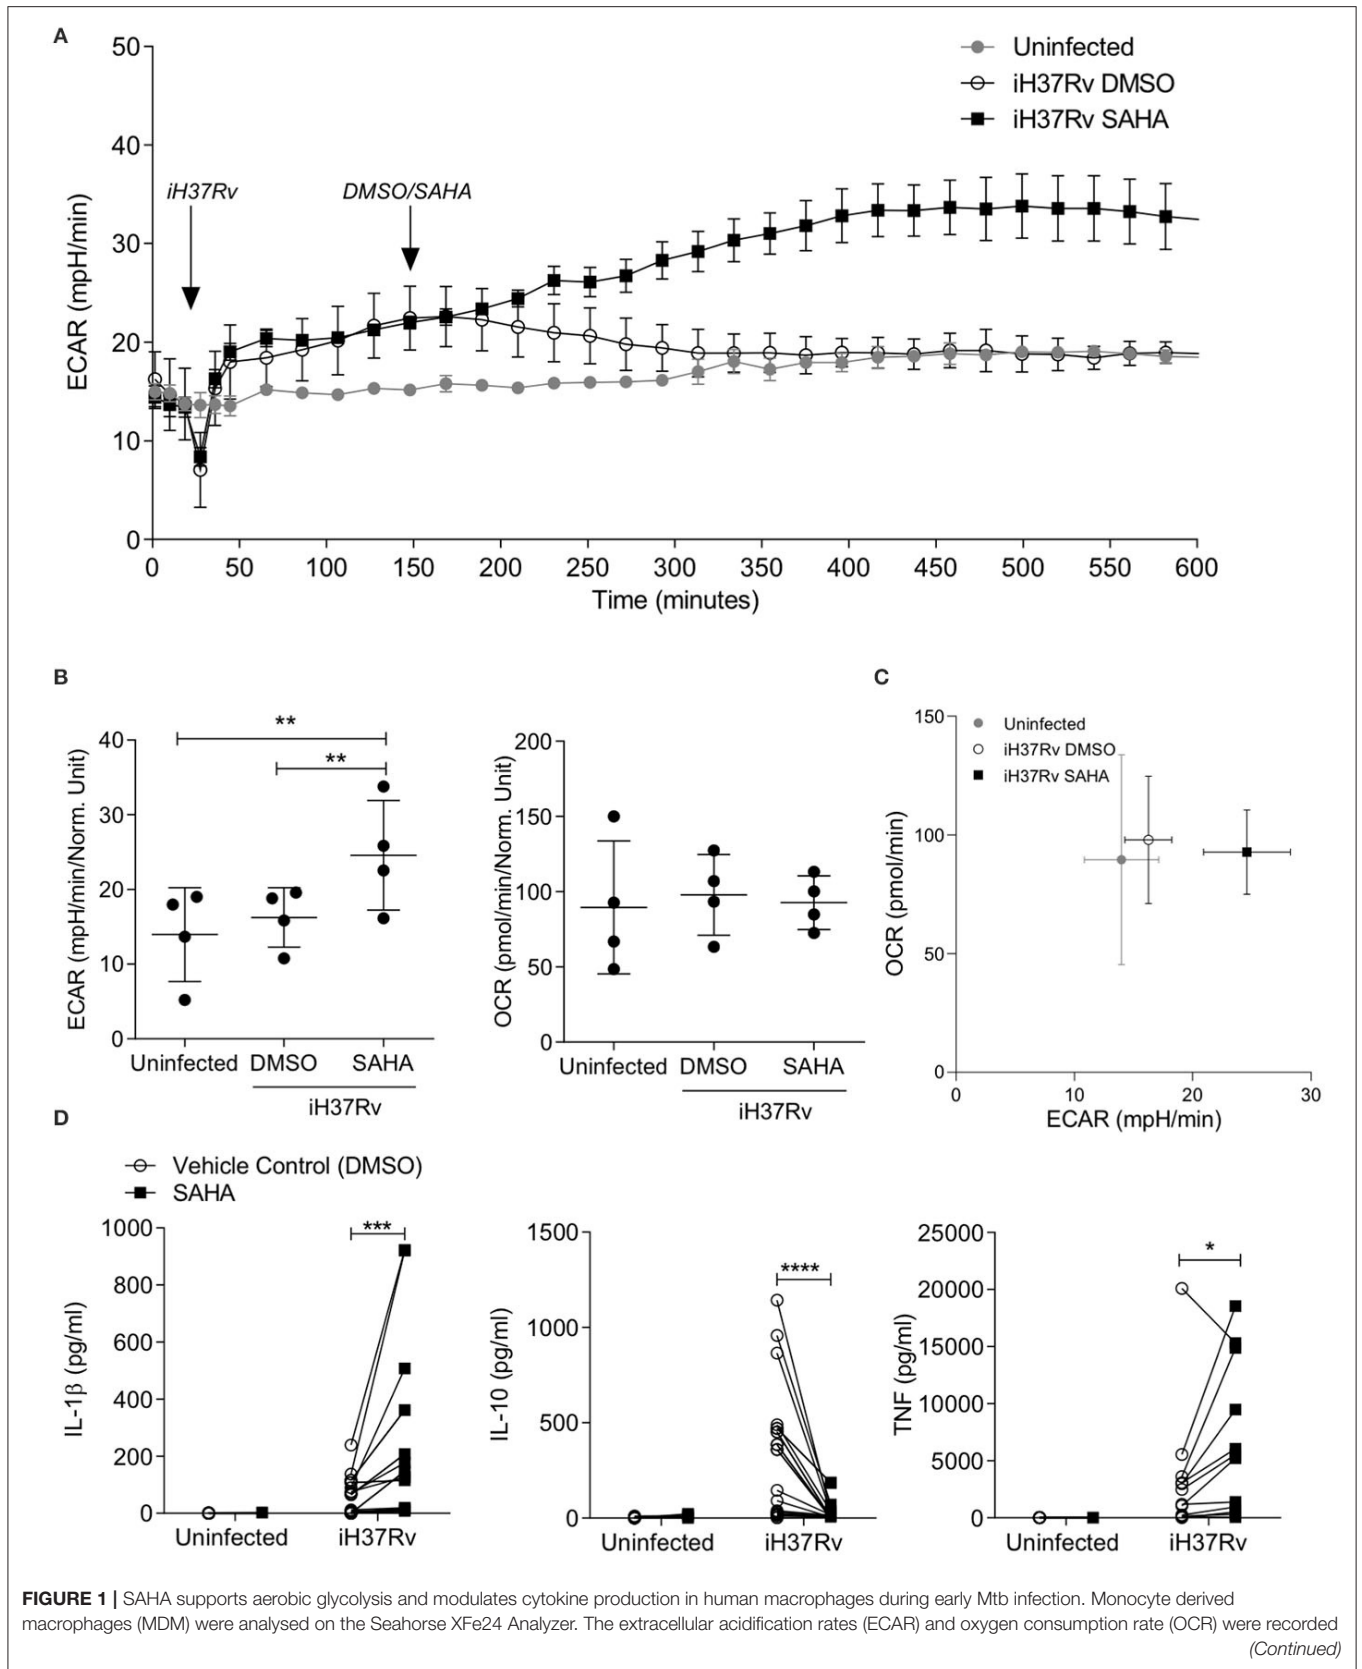 A
50
40
30
20
10
0
ECAR (mpH/min)
Uninfected
iH37Rv DMSO
iH37Rv SAHA
iH37Rv
DMSO/SAHA
0 50 100 150 200 250 300 350 400 450 500 550 600
Time (minutes)
B
**
**
40
30
20
10
0
ECAR (mpH/min/Norm. Unit)
Uninfected DMSO SAHA
iH37Rv
200
150
100
50
0
OCR (pmol/min/Norm. Unit)
Uninfected DMSO SAHA
iH37Rv
C
150
100
50
0
OCR (pmol/min)
Uninfected
iH37Rv DMSO
iH37Rv SAHA
0 10 20 30
ECAR (mpH/min)
D
Vehicle Control (DMSO)
SAHA
1000
800
600
400
200
0
IL-1β (pg/ml)
***
Uninfected iH37Rv
1500
1000
500
0
IL-10 (pg/ml)
****
Uninfected iH37Rv
25000
20000
15000
10000
5000
0
TNF (pg/ml)
*
Uninfected iH37Rv
FIGURE 1 | SAHA supports aerobic glycolysis and modulates cytokine production in human macrophages during early Mtb infection. Monocyte derived
macrophages (MDM) were analysed on the Seahorse XFe24 Analyzer. The extracellular acidification rates (ECAR) and oxygen consumption rate (OCR) were recorded
(Continued)